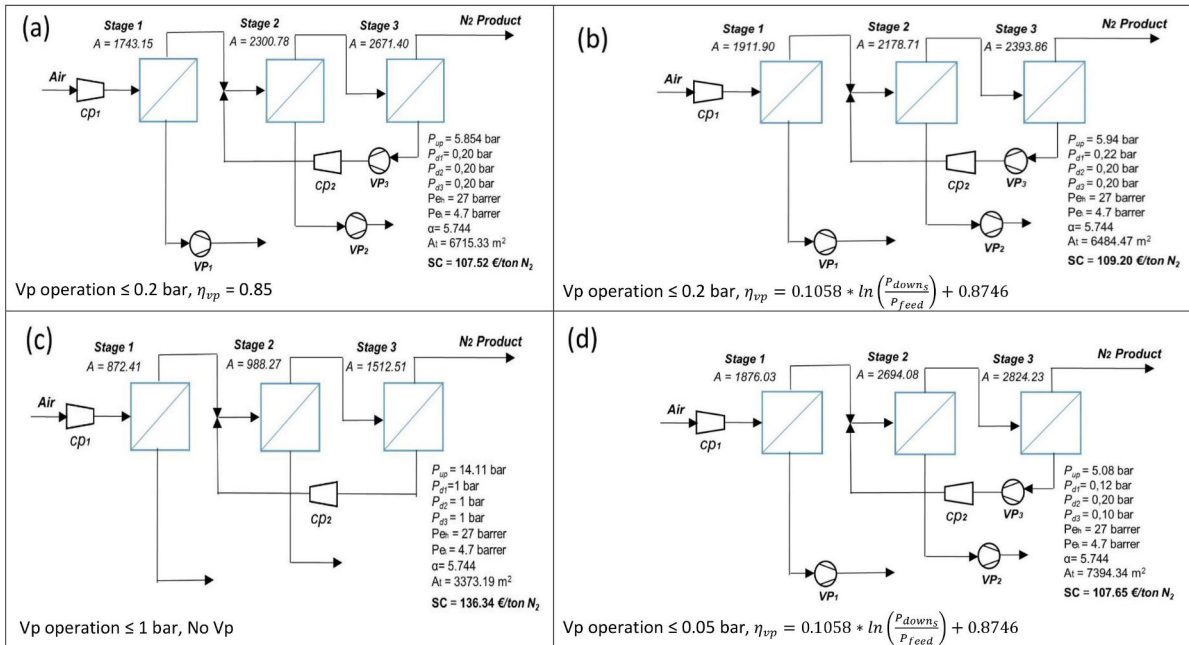 (a)
Stage 1
A = 1743.15
Stage 2
A = 2300.78
Stage 3
A = 2671.40
N2 Product
Air
cp1
cp2
VP3
VP1
VP2
Pup = 5.854 bar
Pd1= 0,20 bar
Pd2 = 0,20 bar
Pd3 = 0,20 bar
Peh = 27 barrer
Peₗ = 4.7 barrer
α= 5.744
At = 6715.33 m²
SC = 107.52 €/ton N2
Vp operation ≤ 0.2 bar, ηvp = 0.85
(b)
Stage 1
A = 1911.90
Stage 2
A = 2178.71
Stage 3
A = 2393.86
N2 Product
Air
cp1
cp2
VP3
VP1
VP2
Pup = 5.94 bar
Pd1= 0,22 bar
Pd2 = 0,20 bar
Pd3 = 0,20 bar
Peh = 27 barrer
Peₗ = 4.7 barrer
α= 5.744
At = 6484.47 m²
SC = 109.20 €/ton N2
Vp operation ≤ 0.2 bar, ηvp = 0.1058 * ln(Pdowns/Pfeed) + 0.8746
(c)
Stage 1
A = 872.41
Stage 2
A = 988.27
Stage 3
A = 1512.51
N2 Product
Air
cp1
cp2
Pup = 14.11 bar
Pd1=1 bar
Pd2 = 1 bar
Pd3 = 1 bar
Peh = 27 barrer
Peₗ = 4.7 barrer
α= 5.744
At = 3373.19 m²
SC = 136.34 €/ton N2
Vp operation ≤ 1 bar, No Vp
(d)
Stage 1
A = 1876.03
Stage 2
A = 2694.08
Stage 3
A = 2824.23
N2 Product
Air
cp1
cp2
VP3
VP1
VP2
Pup = 5.08 bar
Pd1= 0,12 bar
Pd2 = 0,20 bar
Pd3 = 0,10 bar
Peh = 27 barrer
Peₗ = 4.7 barrer
α= 5.744
At = 7394.34 m²
SC = 107.65 €/ton N2
Vp operation ≤ 0.05 bar, ηvp = 0.1058 * ln(Pdowns/Pfeed) + 0.8746